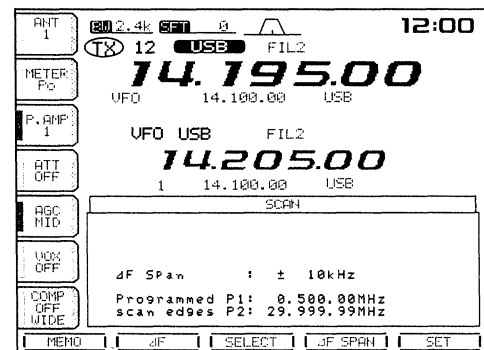 ANT
1
BW 2.4k SFT 0
12:00
TX 12 USB FIL2
METER
Po
14.195.00
VFO 14.100.00 USB
P.AMP
1
VFO USB FIL2
ATT
OFF
14.205.00
1 14.100.00 USB
AGC
MID
SCAN
VOX
OFF
⊿F SPan : ± 10kHz
COMP
OFF
WIDE
Programmed P1: 0.500.00MHz
scan edges P2: 29.999.99MHz
MEMO ⊿F SELECT ⊿F SPAN SET